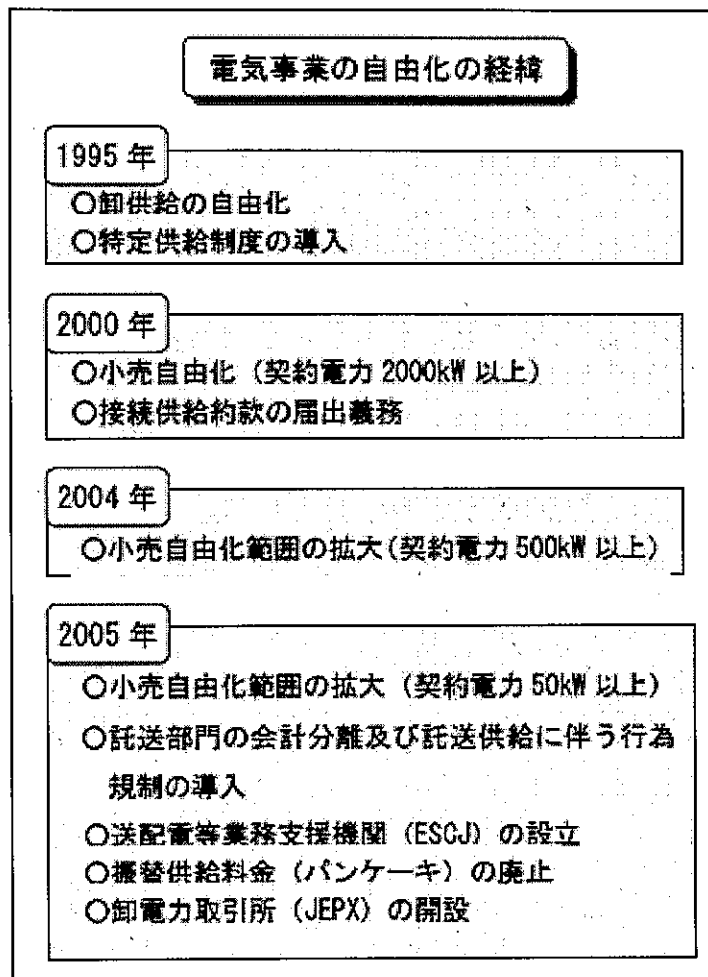 電気事業の自由化の経緯
1995 年
○卸供給の自由化
○特定供給制度の導入
2000 年
○小売自由化（契約電力 2000kW 以上）
○接続供給約款の届出義務
2004 年
○小売自由化範囲の拡大（契約電力 500kW 以上）
2005 年
○小売自由化範囲の拡大（契約電力 50kW 以上）
○託送部門の会計分離及び託送供給に伴う行為
規制の導入
○送配電等業務支援機関（ESCJ）の設立
○振替供給料金（パンケーキ）の廃止
○卸電力取引所（JEPX）の開設